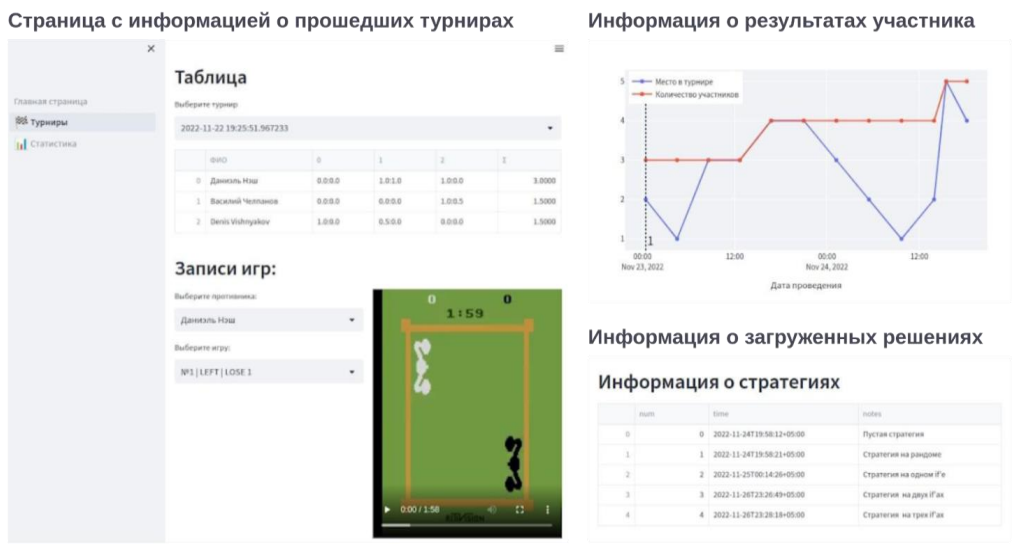 Страница с информацией о прошедших турнирах
Главная страница
Турниры
Статистика
Таблица
Выберите турнир
2022-11-22 19:25:51.967233
ФИО 0 1 2 Σ
0 Даниэль Нэш 0.0:0.0 1.0:1.0 1.0:0.0 3.0000
1 Василий Челпанов 0.0:0.0 0.0:0.0 1.0:0.5 1.5000
2 Denis Vishnyakov 1.0:0.0 0.5:0.0 0.0:0.0 1.5000
Записи игр:
Выберите противника:
Даниэль Нэш
Выберите игру:
№1 | LEFT | LOSE 1
0 0
1:59
0:00 / 1:58
Информация о результатах участника
Место в турнире
Количество участников
5
4
3
2
1
1
00:00 12:00 00:00 12:00
Nov 23, 2022 Nov 24, 2022
Дата проведения
Информация о загруженных решениях
Информация о стратегиях
num time notes
0 0 2022-11-24T19:58:12+05:00 Пустая стратегия
1 1 2022-11-24T19:58:21+05:00 Стратегия на рандоме
2 2 2022-11-25T00:14:26+05:00 Стратегия на одном if'е
3 3 2022-11-26T23:26:49+05:00 Стратегия на двух if'ах
4 4 2022-11-26T23:28:18+05:00 Стратегия на трех if'ах